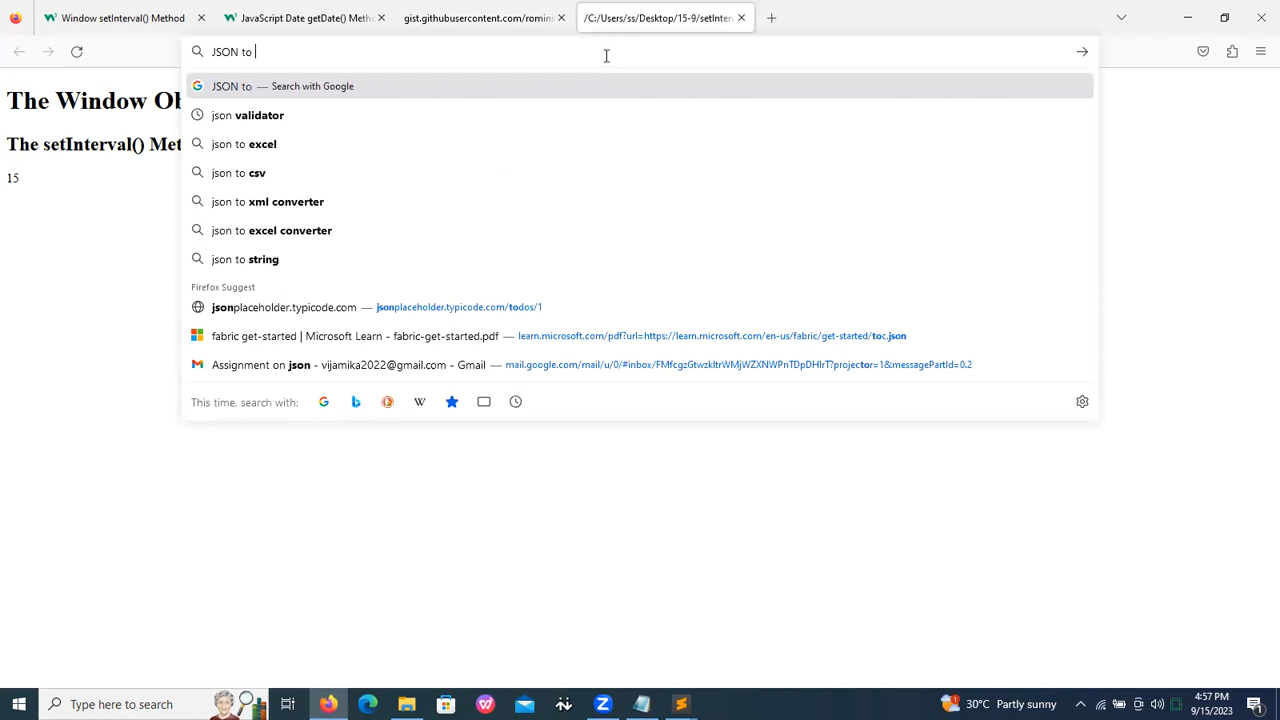 Window setInterval() Method
JavaScript Date getDate() Meth
gist.githubusercontent.com/romini
/C:/Users/ss/Desktop/15-9/setInterv
JSON to
JSON to — Search with Google
json validator
json to excel
json to csv
json to xml converter
json to excel converter
json to string
Firefox Suggest
jsonplaceholder.typicode.com — jsonplaceholder.typicode.com/todos/1
fabric get-started | Microsoft Learn - fabric-get-started.pdf — learn.microsoft.com/pdf?url=https://learn.microsoft.com/en-us/fabric/get-started/toc.json
Assignment on json - vijamika2022@gmail.com - Gmail — mail.google.com/mail/u/0/#inbox/FMfcgzGtwzkltrWMjWZXNWPnTDpDHlrT?projector=1&messagePartId=0.2
This time, search with:
The Window Ob
The setInterval() Met
15
Type here to search
30°C Partly sunny
4:57 PM
9/15/2023